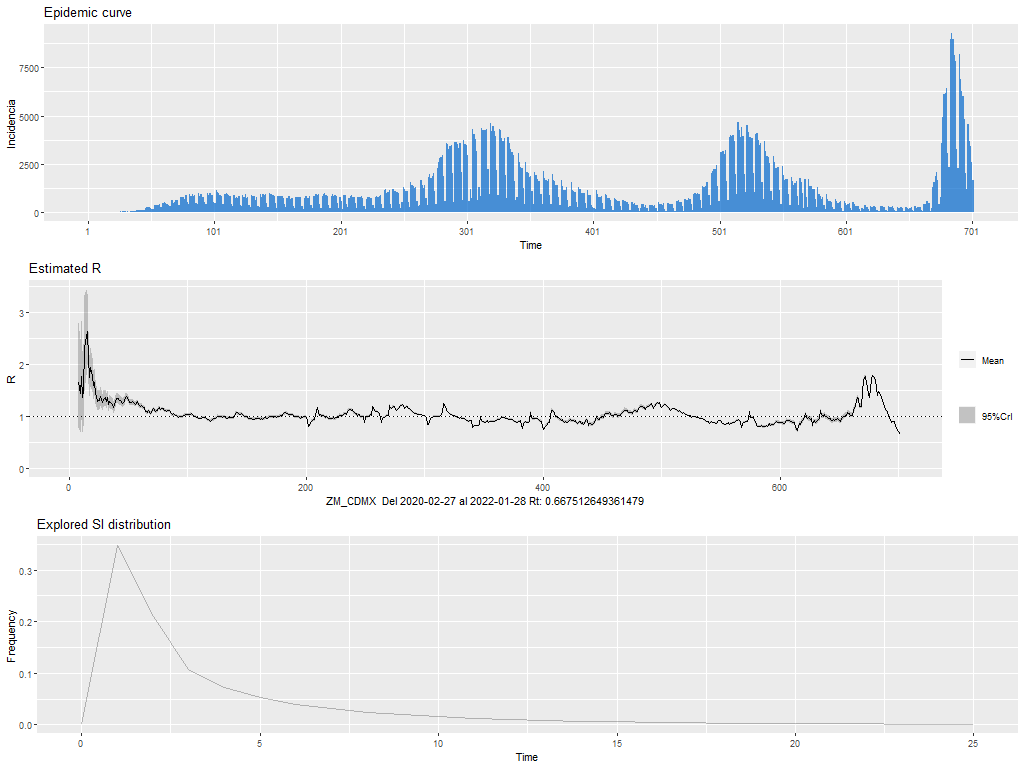 Epidemic curve
7500
5000
2500
0
Incidencia
1 101 201 301 401 501 601 701
Time
Estimated R
3
2
1
0
R
Mean
95%CrI
0 200 400 600
ZM_CDMX Del 2020-02-27 al 2022-01-28 Rt: 0.667512649361479
Explored SI distribution
0.3
0.2
0.1
0.0
Frequency
0 5 10 15 20 25
Time